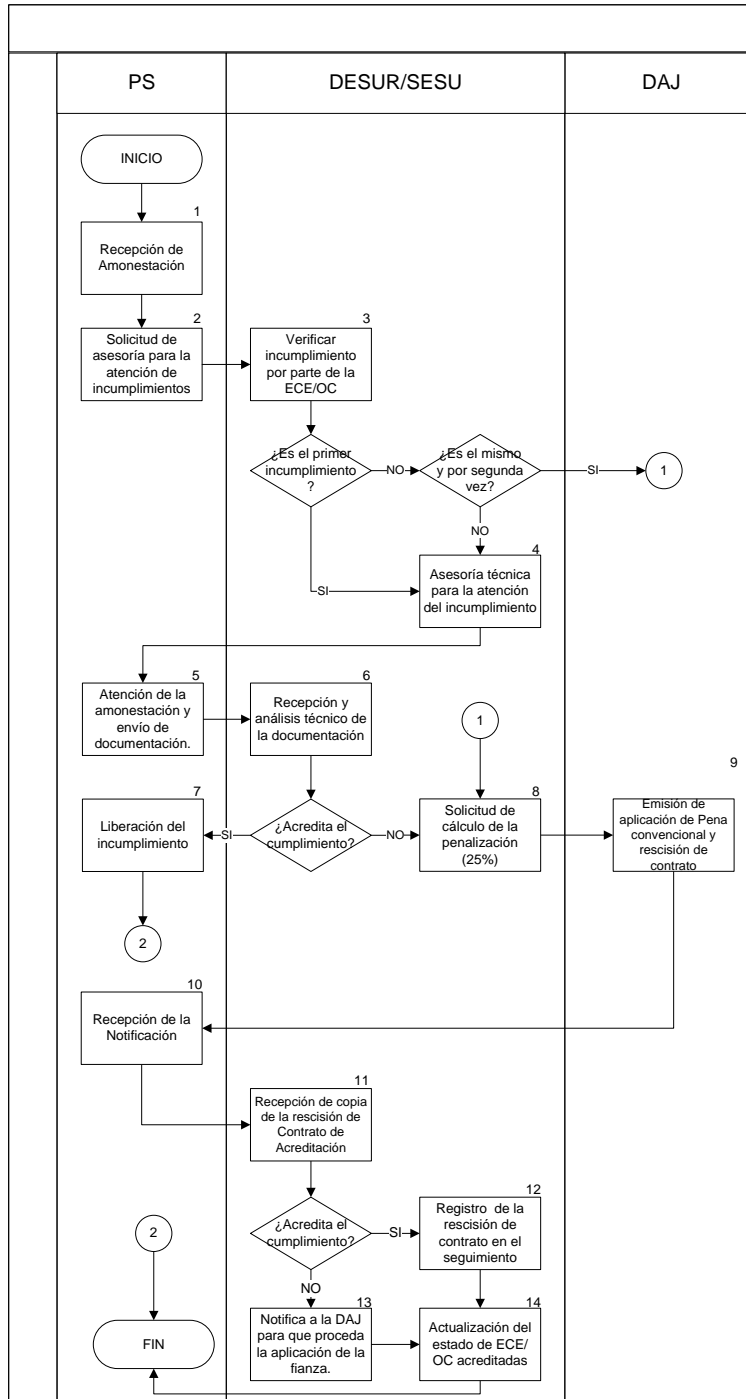 PS
DESUR/SESU
DAJ
INICIO
1
Recepción de
Amonestación
2
Solicitud de
asesoría para la
atención de
incumplimientos
3
Verificar
incumplimiento
por parte de la
ECE/OC
¿Es el primer
incumplimiento
?
NO
¿Es el mismo
y por segunda
vez?
SI
1
NO
SI
4
Asesoría técnica
para la atención
del incumplimiento
5
Atención de la
amonestación y
envío de
documentación.
6
Recepción y
análisis técnico de
la documentación
1
7
Liberación del
incumplimiento
SI
¿Acredita el
cumplimiento?
NO
8
Solicitud de
cálculo de la
penalización
(25%)
9
Emisión de
aplicación de Pena
convencional y
rescisión de
contrato
2
10
Recepción de la
Notificación
11
Recepción de copia
de la rescisión de
Contrato de
Acreditación
¿Acredita el
cumplimiento?
SI
12
Registro de la
rescisión de
contrato en el
seguimiento
2
NO
13
Notifica a la DAJ
para que proceda
la aplicación de la
fianza.
14
Actualización del
estado de ECE/
OC acreditadas
FIN